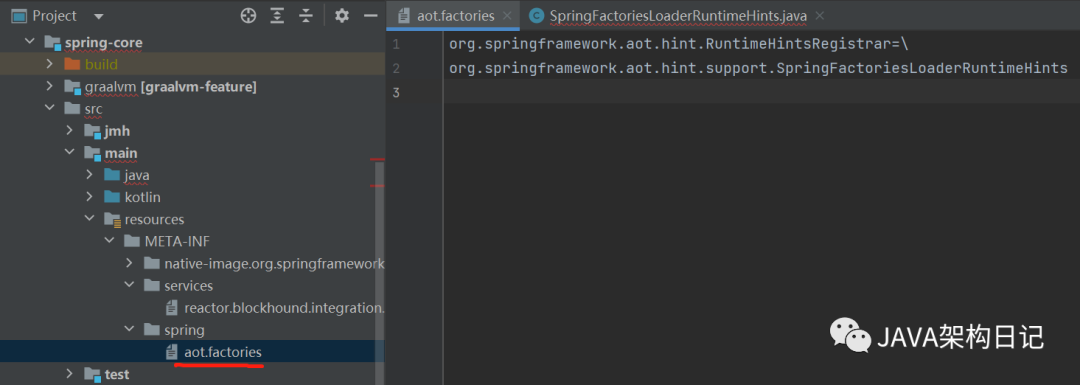 Project
spring-core
build
graalvm [graalvm-feature]
src
jmh
main
java
kotlin
resources
META-INF
native-image.org.springframework
services
reactor.blockhound.integration.
spring
aot.factories
test
aot.factories
SpringFactoriesLoaderRuntimeHints.java
1 org.springframework.aot.hint.RuntimeHintsRegistrar=\
2 org.springframework.aot.hint.support.SpringFactoriesLoaderRuntimeHints
3
JAVA架构日记